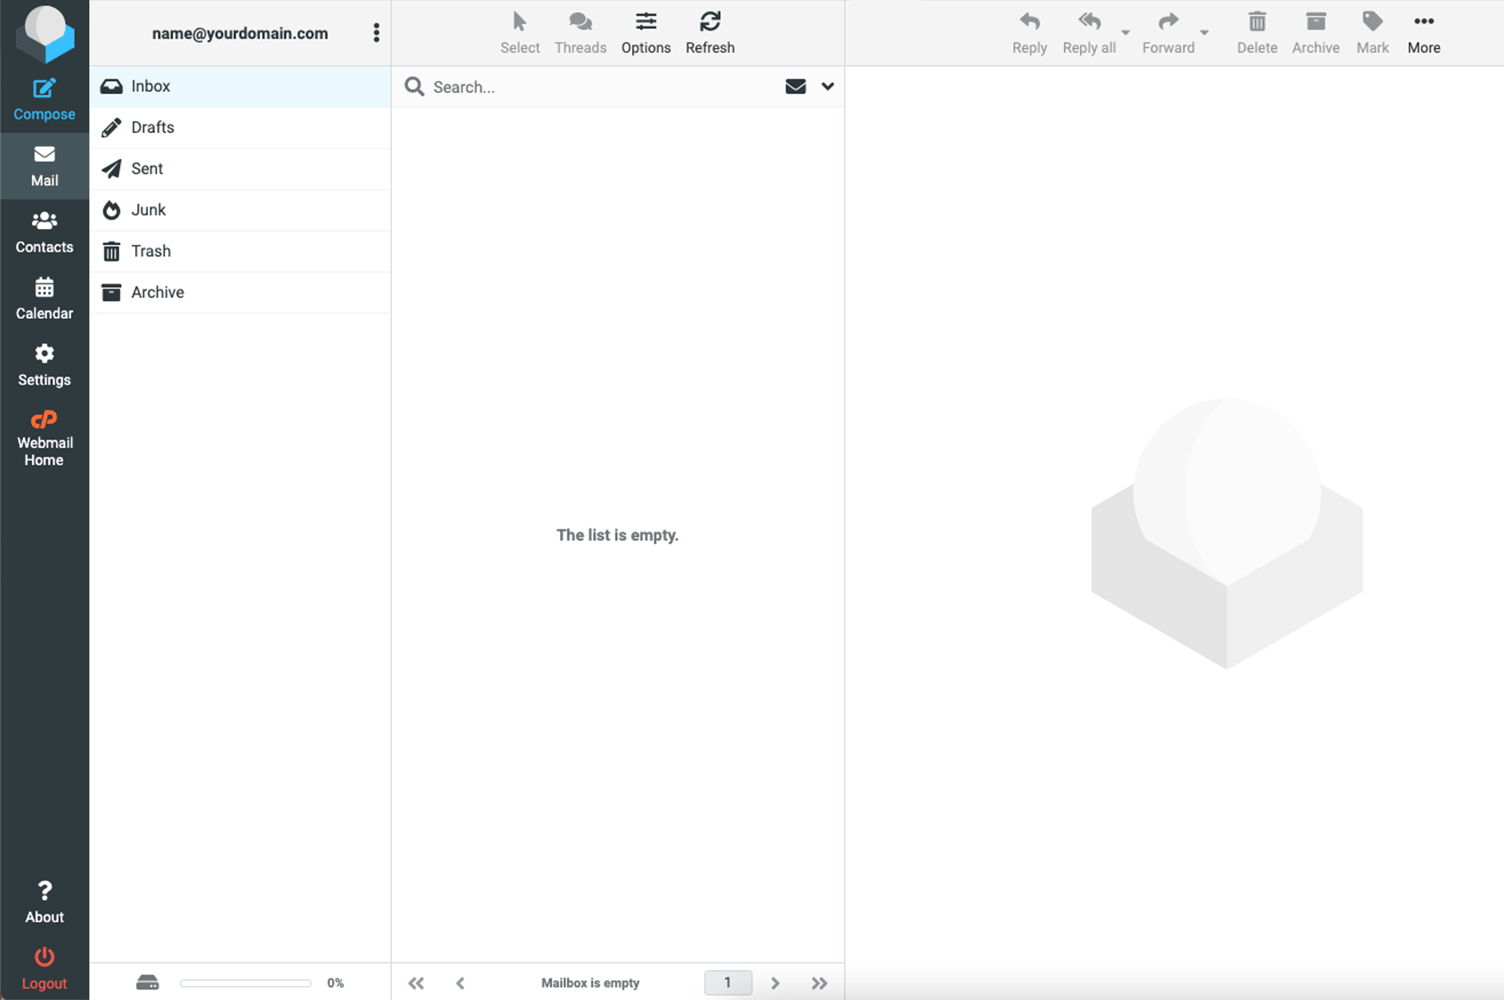 name@yourdomain.com
Select Threads Options Refresh
Reply Reply all Forward Delete Archive Mark More
Compose
Mail
Contacts
Calendar
Settings
cP
Webmail
Home
About
Logout
Inbox
Drafts
Sent
Junk
Trash
Archive
0%
Search...
The list is empty.
Mailbox is empty 1